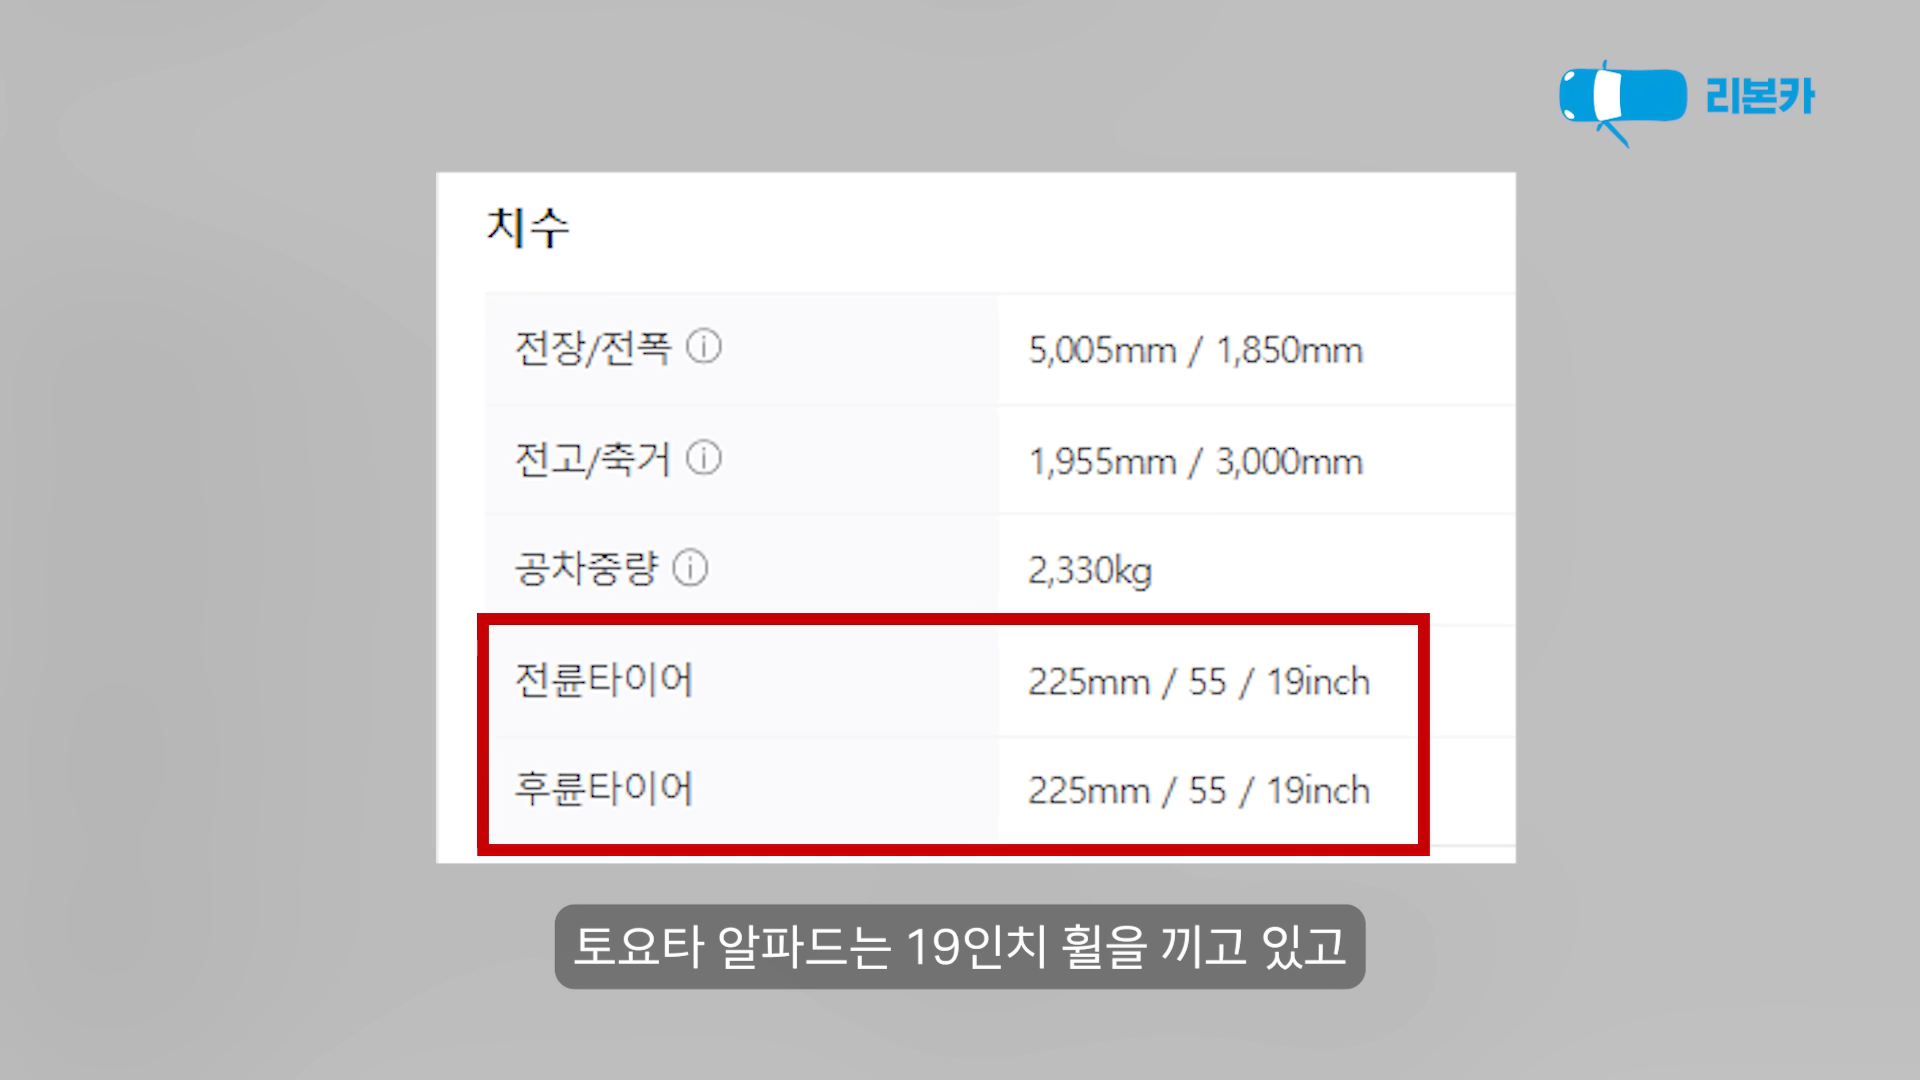 리본카
치수
전장/전폭 ⓘ 5,005mm / 1,850mm
전고/축거 ⓘ 1,955mm / 3,000mm
공차중량 ⓘ 2,330kg
전륜타이어 225mm / 55 / 19inch
후륜타이어 225mm / 55 / 19inch
토요타 알파드는 19인치 휠을 끼고 있고